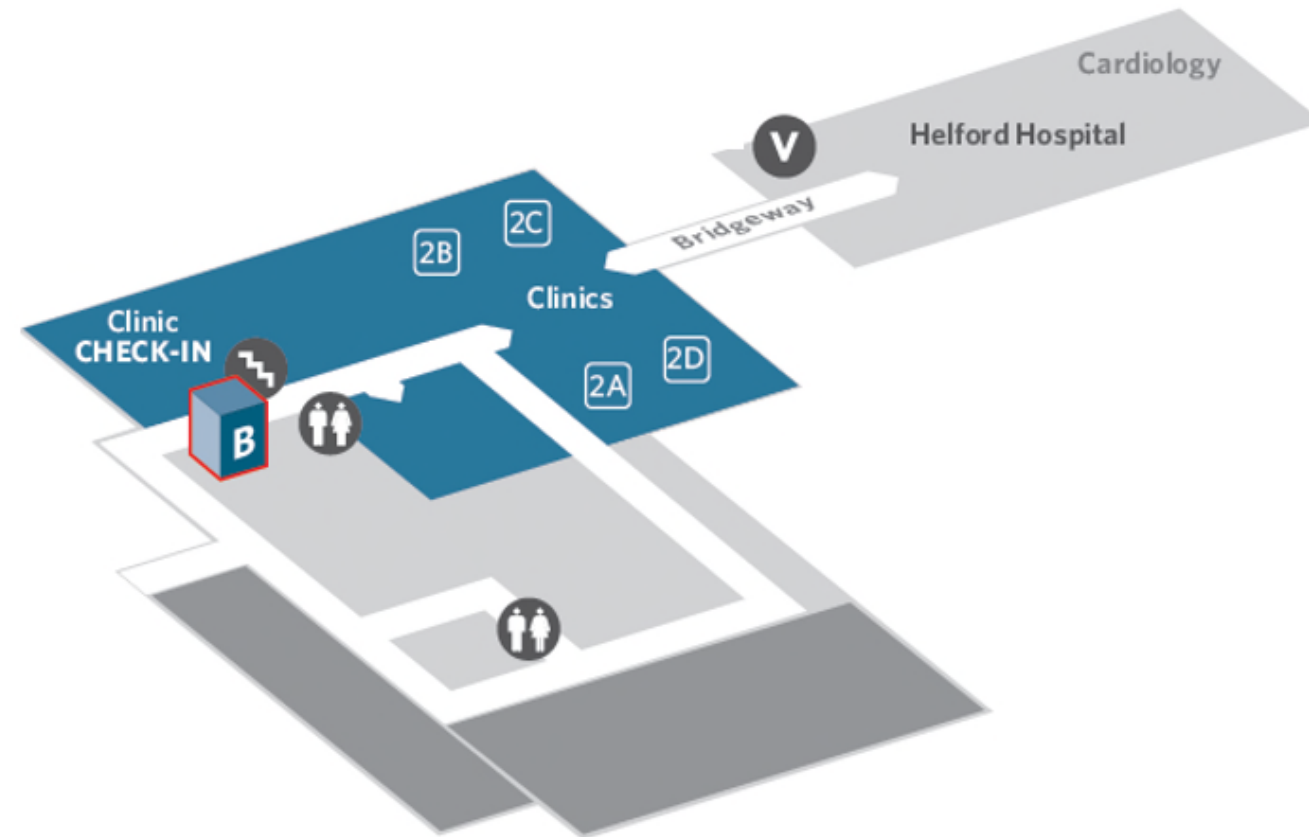 Cardiology
Helford Hospital
V
Bridgeway
2C
2B
Clinics
Clinic
CHECK-IN
2D
2A
B